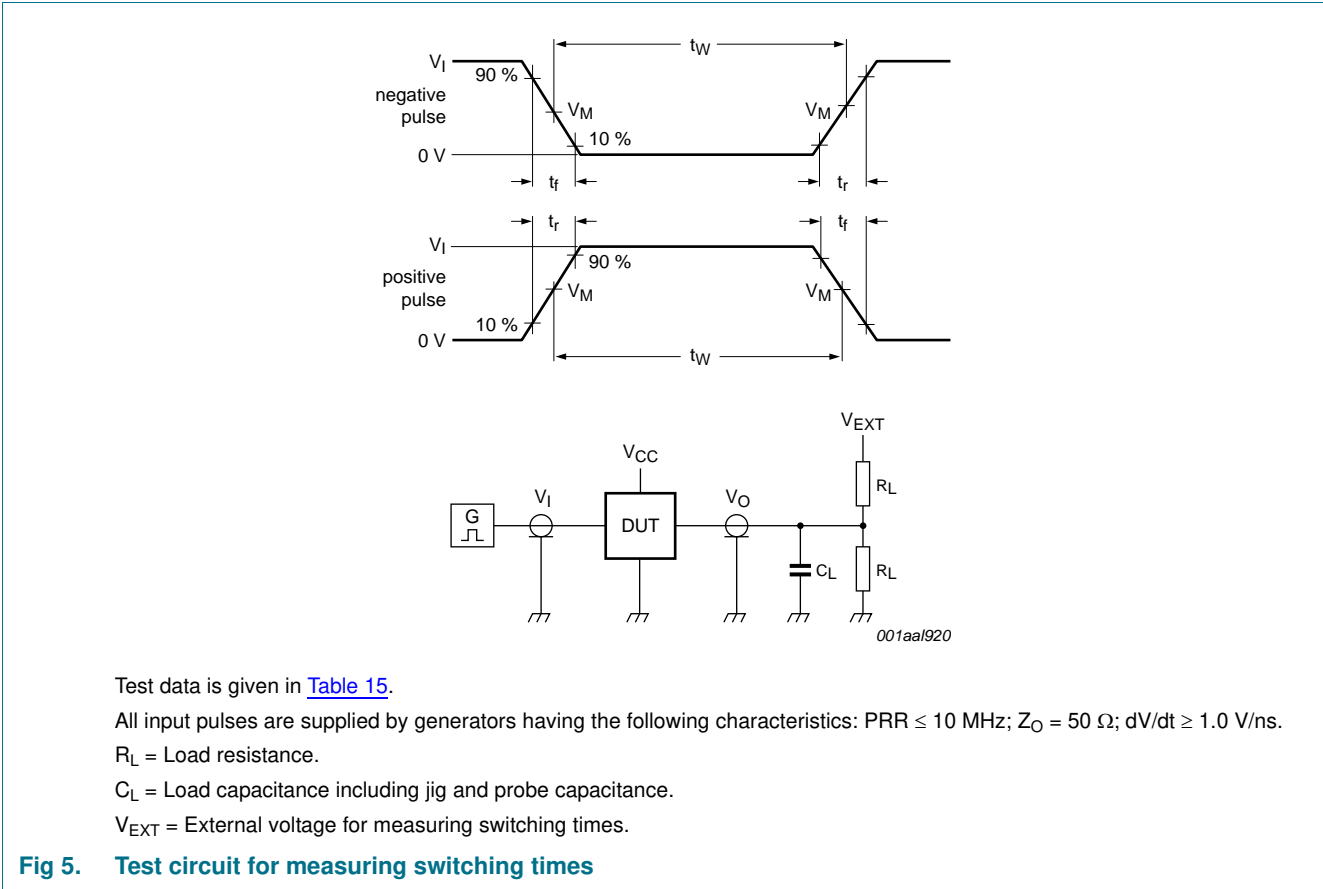 tW
VI
90 %
negative
pulse
VM
VM
10 %
0 V
tf
tr
tr
tf
VI
90 %
positive
pulse
VM
VM
10 %
0 V
tW
VEXT
VCC
RL
VI
VO
G
DUT
CL
RL
001aal920
Test data is given in Table 15.
All input pulses are supplied by generators having the following characteristics: PRR ≤ 10 MHz; ZO = 50 Ω; dV/dt ≥ 1.0 V/ns.
RL = Load resistance.
CL = Load capacitance including jig and probe capacitance.
VEXT = External voltage for measuring switching times.
Fig 5. Test circuit for measuring switching times